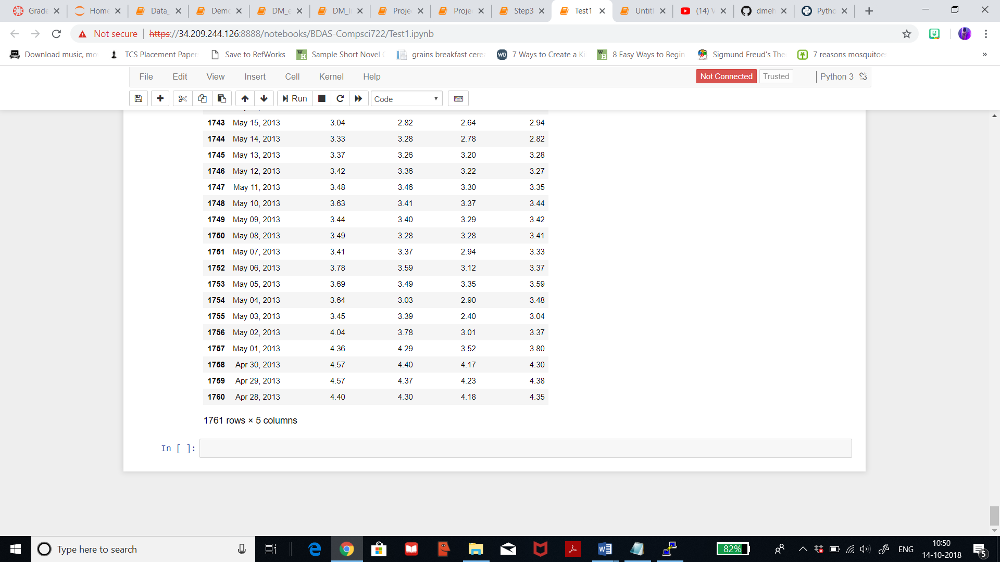 Grade Home Data_ Demo DM_e DM_li Projec Projec Step3 Test1 Untitl (14) V dmeh Pytho
Not secure https://34.209.244.126:8888/notebooks/BDAS-Compsci722/Test1.ipynb
Download music, mo TCS Placement Paper Save to RefWorks Sample Short Novel grains breakfast cere WD 7 Ways to Create a Ki 8 Easy Ways to Begin Sigmund Freud's The 7 reasons mosquitoes »
File Edit View Insert Cell Kernel Help Not Connected Trusted Python 3
Run Code
1743 May 15, 2013 3.04 2.82 2.64 2.94
1744 May 14, 2013 3.33 3.28 2.78 2.82
1745 May 13, 2013 3.37 3.26 3.20 3.28
1746 May 12, 2013 3.42 3.36 3.22 3.27
1747 May 11, 2013 3.48 3.46 3.30 3.35
1748 May 10, 2013 3.63 3.41 3.37 3.44
1749 May 09, 2013 3.44 3.40 3.29 3.42
1750 May 08, 2013 3.49 3.28 3.28 3.41
1751 May 07, 2013 3.41 3.37 2.94 3.33
1752 May 06, 2013 3.78 3.59 3.12 3.37
1753 May 05, 2013 3.69 3.49 3.35 3.59
1754 May 04, 2013 3.64 3.03 2.90 3.48
1755 May 03, 2013 3.45 3.39 2.40 3.04
1756 May 02, 2013 4.04 3.78 3.01 3.37
1757 May 01, 2013 4.36 4.29 3.52 3.80
1758 Apr 30, 2013 4.57 4.40 4.17 4.30
1759 Apr 29, 2013 4.57 4.37 4.23 4.38
1760 Apr 28, 2013 4.40 4.30 4.18 4.35
1761 rows × 5 columns
In [ ]:
Type here to search 82% ENG 10:50
14-10-2018 5